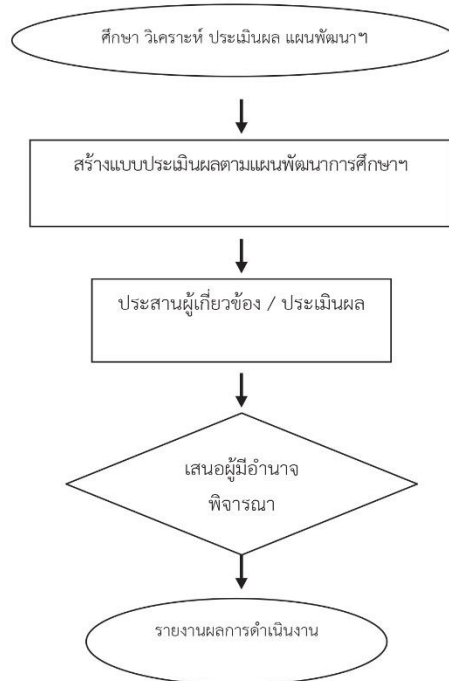 ศึกษา วิเคราะห์ ประเมินผล แผนพัฒนาฯ
สร้างแบบประเมินผลตามแผนพัฒนาการศึกษาฯ
ประสานผู้เกี่ยวข้อง / ประเมินผล
เสนอผู้มีอำนาจ
พิจารณา
รายงานผลการดำเนินงาน